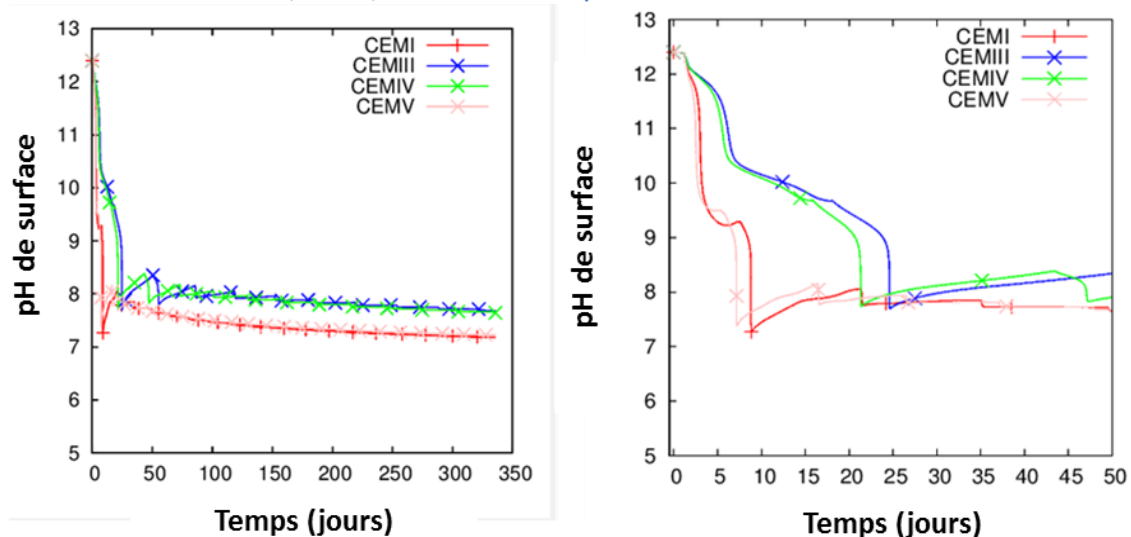 13
12
11
10
9
8
7
6
5
pH de surface
CEMI
CEMIII
CEMIV
CEMV
0 50 100 150 200 250 300 350
Temps (jours)
13
12
11
10
9
8
7
6
5
pH de surface
CEMI
CEMIII
CEMIV
CEMV
0 5 10 15 20 25 30 35 40 45 50
Temps (jours)